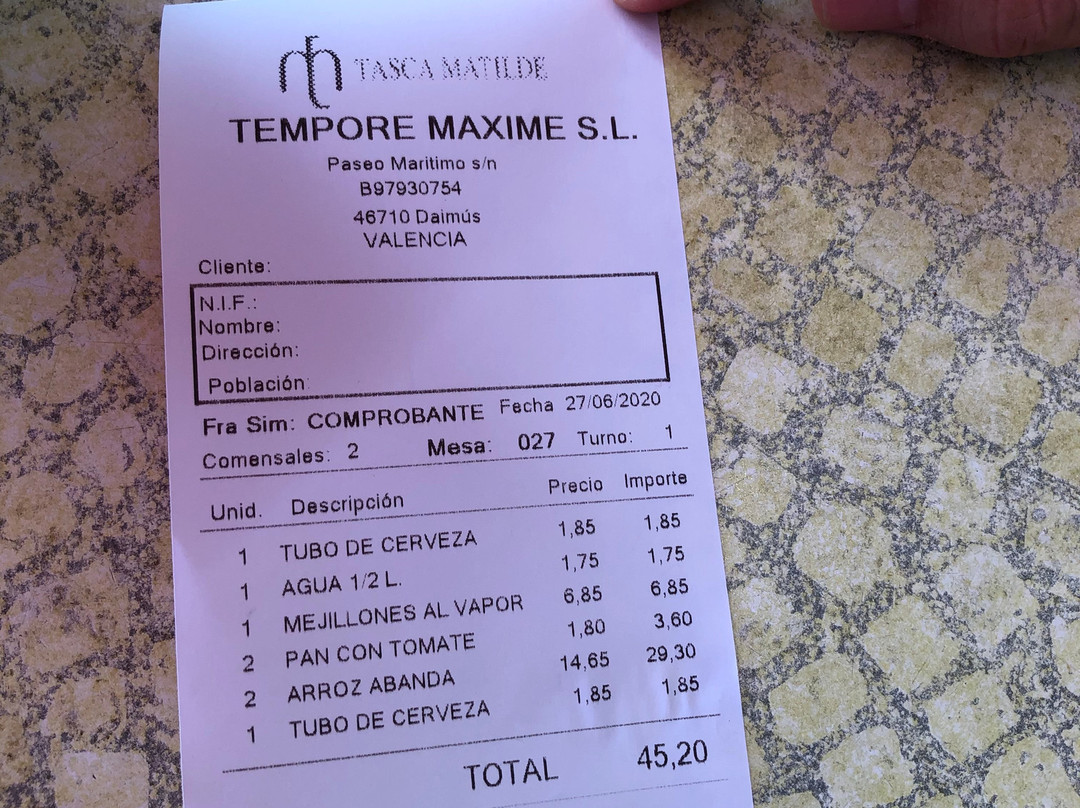 TASCA MATILDE
TEMPORE MAXIME S.L.
Paseo Maritimo s/n
B97930754
46710 Daimús
VALENCIA
Cliente:
N.I.F.:
Nombre:
Dirección:
Población:
Fra Sim: COMPROBANTE Fecha 27/06/2020
Comensales: 2 Mesa: 027 Turno: 1
Unid. Descripción Precio Importe
1 TUBO DE CERVEZA 1,85 1,85
1 AGUA 1/2 L. 1,75 1,75
1 MEJILLONES AL VAPOR 6,85 6,85
2 PAN CON TOMATE 1,80 3,60
2 ARROZ ABANDA 14,65 29,30
1 TUBO DE CERVEZA 1,85 1,85
TOTAL 45,20